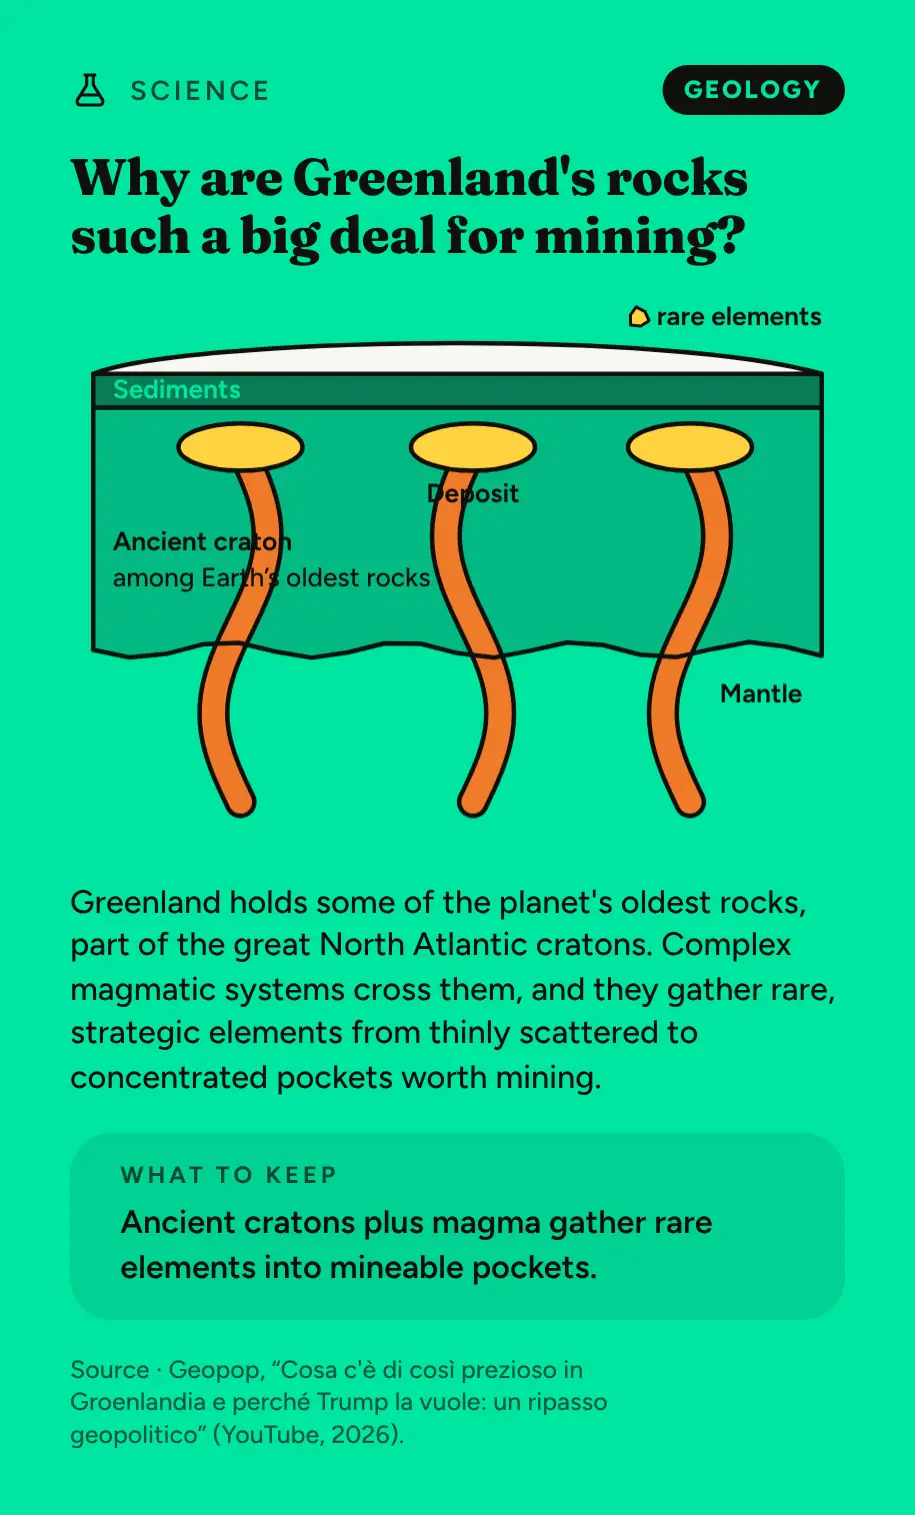 SCIENCE
GEOLOGY
Why are Greenland's rocks
such a big deal for mining?
rare elements
Sediments
Deposit
Ancient craton
among Earth’s oldest rocks
Mantle
Greenland holds some of the planet's oldest rocks,
part of the great North Atlantic cratons. Complex
magmatic systems cross them, and they gather rare,
strategic elements from thinly scattered to
concentrated pockets worth mining.
WHAT TO KEEP
Ancient cratons plus magma gather rare
elements into mineable pockets.
Source · Geopop, “Cosa c'è di così prezioso in
Groenlandia e perché Trump la vuole: un ripasso
geopolitico” (YouTube, 2026).